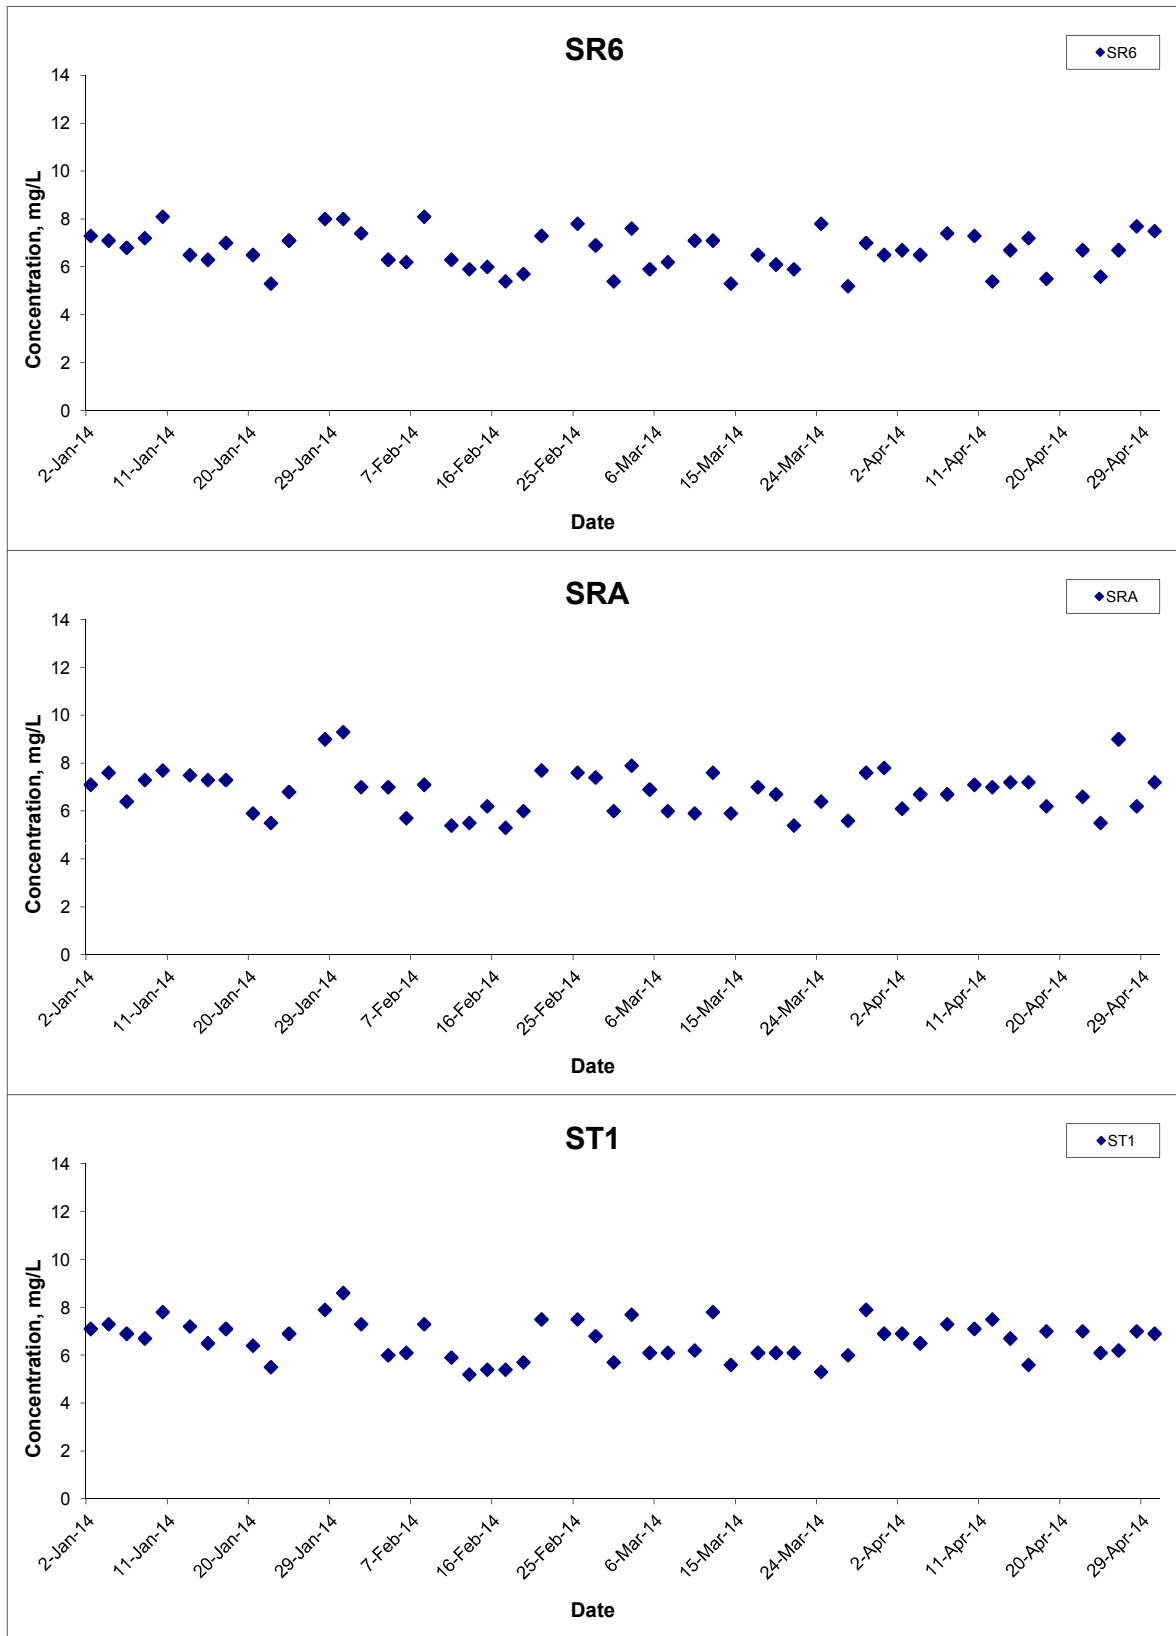 SR6
SR6
Concentration, mg/L
14
12
10
8
6
4
2
0
2-Jan-14
11-Jan-14
20-Jan-14
29-Jan-14
7-Feb-14
16-Feb-14
25-Feb-14
6-Mar-14
15-Mar-14
24-Mar-14
2-Apr-14
11-Apr-14
20-Apr-14
29-Apr-14
Date
SRA
SRA
Concentration, mg/L
14
12
10
8
6
4
2
0
2-Jan-14
11-Jan-14
20-Jan-14
29-Jan-14
7-Feb-14
16-Feb-14
25-Feb-14
6-Mar-14
15-Mar-14
24-Mar-14
2-Apr-14
11-Apr-14
20-Apr-14
29-Apr-14
Date
ST1
ST1
Concentration, mg/L
14
12
10
8
6
4
2
0
2-Jan-14
11-Jan-14
20-Jan-14
29-Jan-14
7-Feb-14
16-Feb-14
25-Feb-14
6-Mar-14
15-Mar-14
24-Mar-14
2-Apr-14
11-Apr-14
20-Apr-14
29-Apr-14
Date